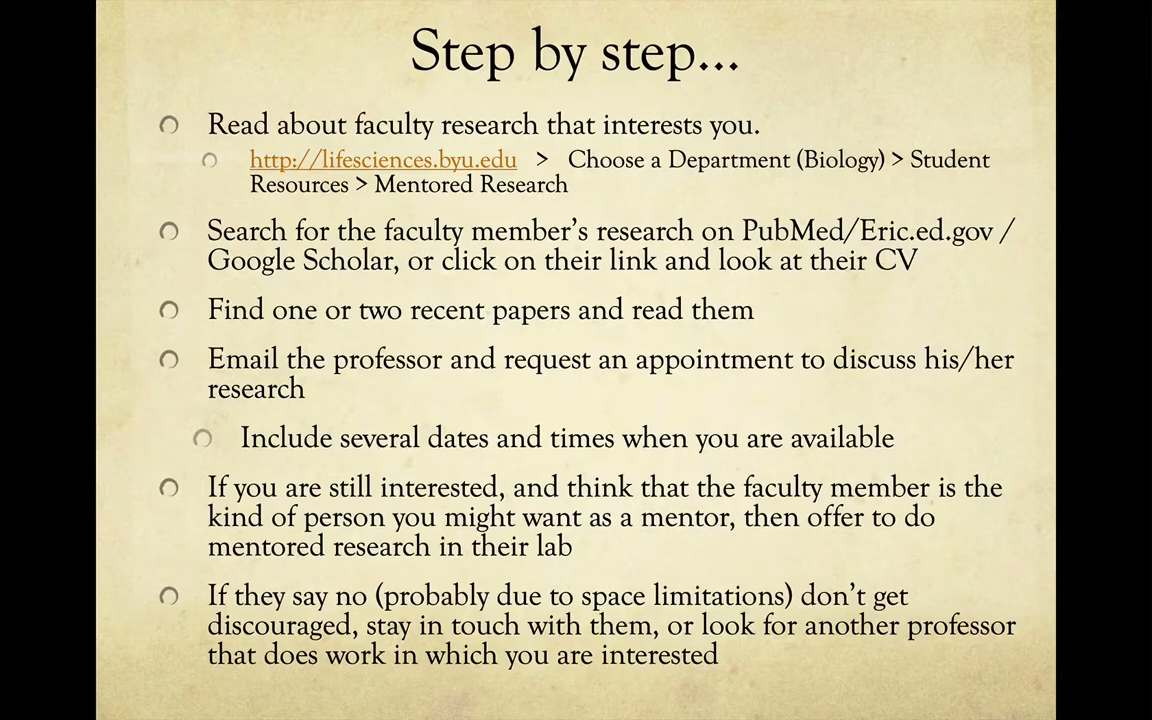 Step by step...
Read about faculty research that interests you.
http://lifesciences.byu.edu > Choose a Department (Biology) > Student
Resources > Mentored Research
Search for the faculty member's research on PubMed/Eric.ed.gov /
Google Scholar, or click on their link and look at their CV
Find one or two recent papers and read them
Email the professor and request an appointment to discuss his/her
research
Include several dates and times when you are available
If you are still interested, and think that the faculty member is the
kind of person you might want as a mentor, then offer to do
mentored research in their lab
If they say no (probably due to space limitations) don't get
discouraged, stay in touch with them, or look for another professor
that does work in which you are interested